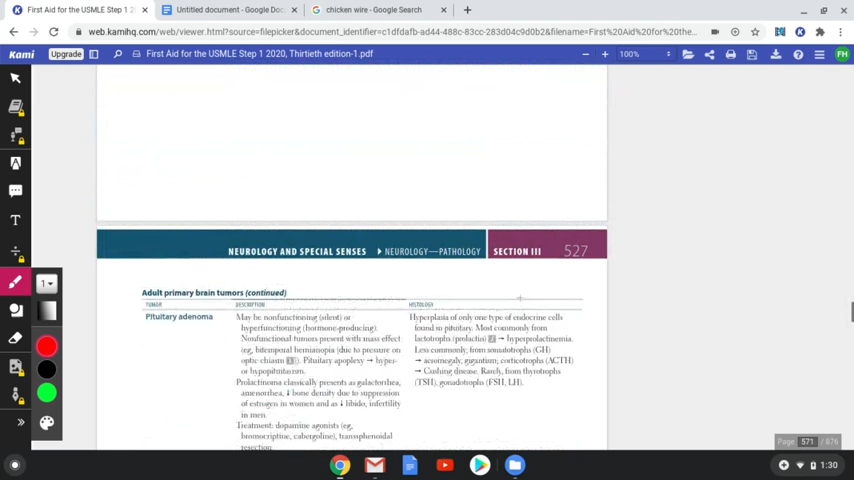 First Aid for the USMLE Step 1 2
Untitled document - Google Doc
chicken wire - Google Search
web.kamihq.com/web/viewer.html?source=filepicker&document_identifier=c1dfdafb-ad44-488c-83cc-283d04c9d0b2&filename=First%20Aid%20for%20the...
Kami
Upgrade
First Aid for the USMLE Step 1 2020, Thirtieth edition-1.pdf
100%
FH
NEUROLOGY AND SPECIAL SENSES
NEUROLOGY—PATHOLOGY
SECTION III
527
1
Adult primary brain tumors (continued)
TUMOR
DESCRIPTION
HISTOLOGY
Pituitary adenoma
May be nonfunctioning (silent) or
hyperfunctioning (hormone-producing).
Nonfunctional tumors present with mass effect
(eg, bitemporal hemianopia [due to pressure on
optic chiasm ]). Pituitary apoplexy → hyper-
or hypopituitarism.
Prolactinoma classically presents as galactorrhea,
amenorrhea, ↓ bone density due to suppression
of estrogen in women and as ↓ libido, infertility
in men.
Treatment: dopamine agonists (eg,
bromocriptine, cabergoline), transsphenoidal
resection.
Hyperplasia of only one type of endocrine cells
found in pituitary. Most commonly from
lactotrophs (prolactin) → hyperprolactinemia.
Less commonly, from somatotrophs (GH)
→ acromegaly, gigantism; corticotrophs (ACTH)
→ Cushing disease. Rarely, from thyrotrophs
(TSH), gonadotrophs (FSH, LH).
Page 571 / 876
1:30